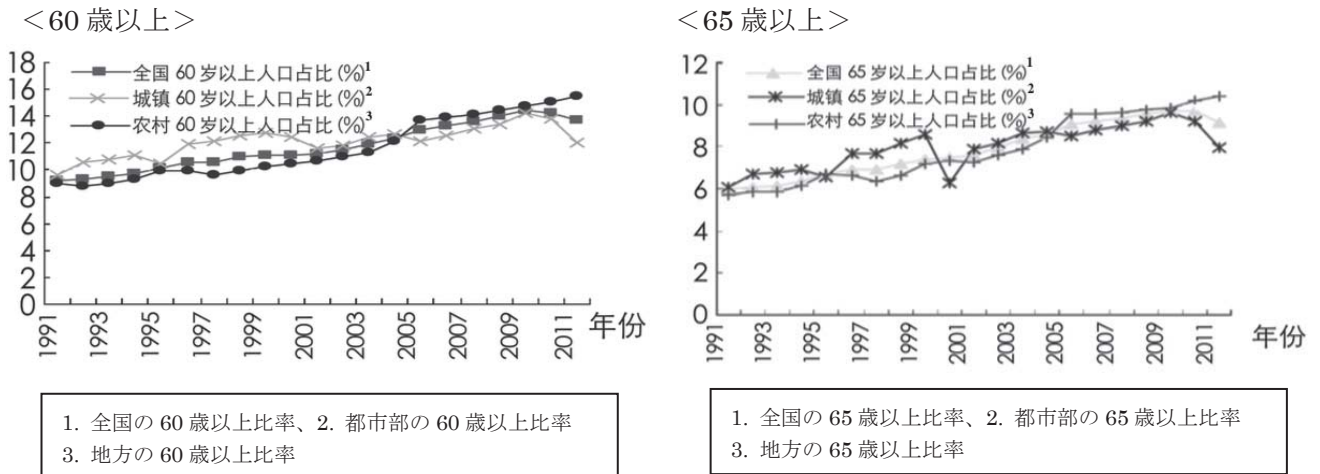 ＜60 歳以上＞
18
16
14
12
10
8
6
4
2
0
全国 60 岁以上人口占比(%)1
城镇 60 岁以上人口占比(%)2
农村 60 岁以上人口占比(%)3
1991
1993
1995
1997
1999
2001
2003
2005
2007
2009
2011
年份
1. 全国の 60 歳以上比率、2. 都市部の 60 歳以上比率
3. 地方の 60 歳以上比率
＜65 歳以上＞
12
10
8
6
4
2
0
全国 65 岁以上人口占比(%)1
城镇 65 岁以上人口占比(%)2
农村 65 岁以上人口占比(%)3
1991
1993
1995
1997
1999
2001
2003
2005
2007
2009
2011
年份
1. 全国の 65 歳以上比率、2. 都市部の 65 歳以上比率
3. 地方の 65 歳以上比率